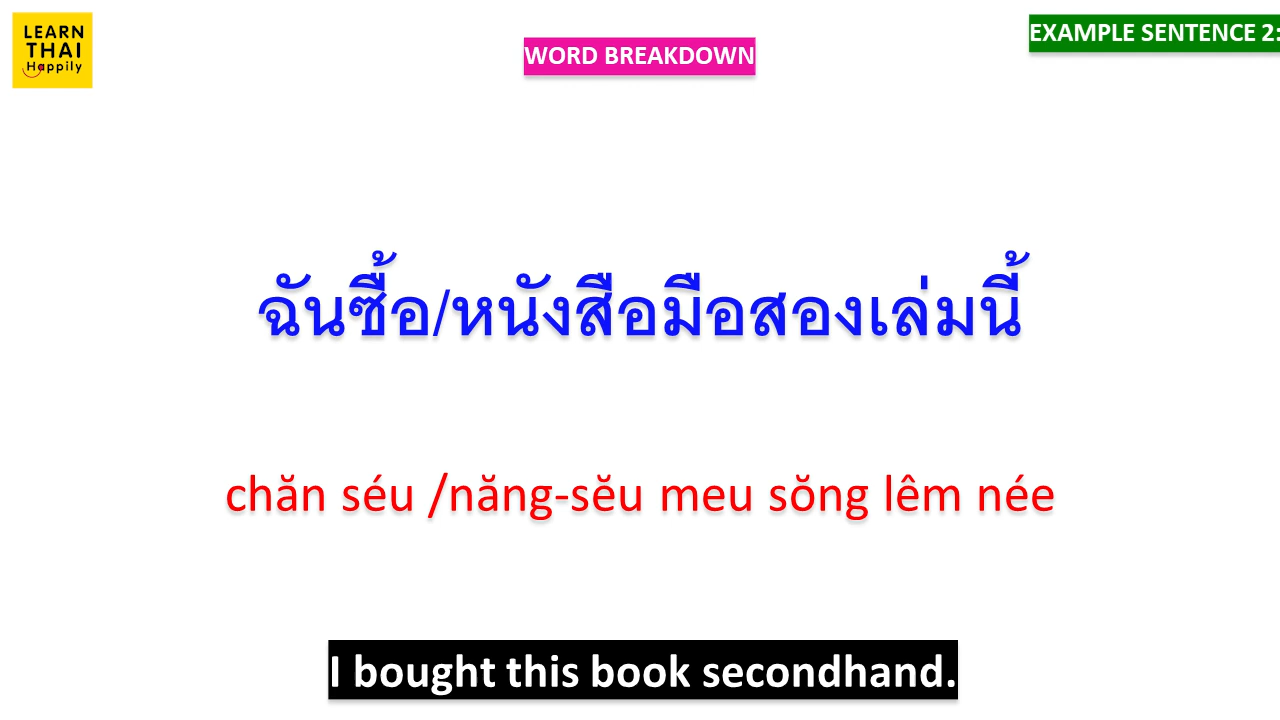 LEARN
THAI
Happily
WORD BREAKDOWN
EXAMPLE SENTENCE 2:
ฉันซื้อ/หนังสือมือสองเล่มนี้
chăn séu /năng-sěu meu sŏng lêm née
I bought this book secondhand.